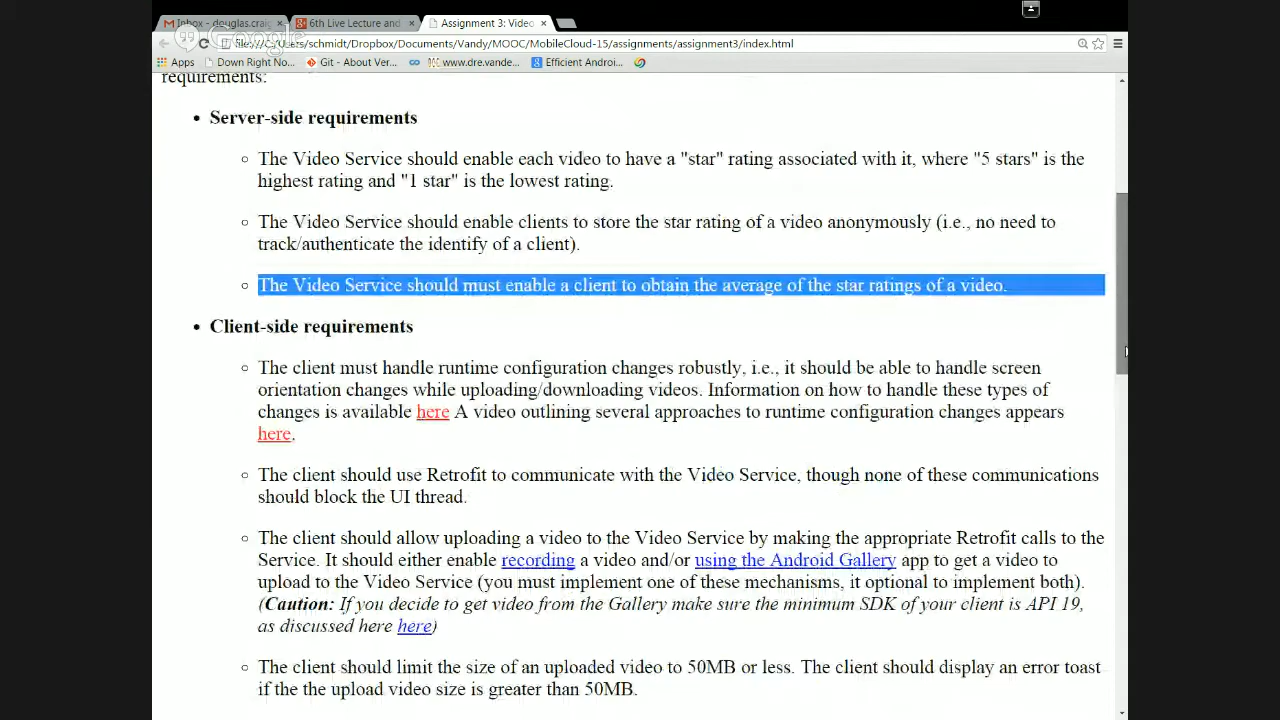 Inbox - douglas.craig
6th Live Lecture and
Assignment 3: Video
Google
file:///C:/Users/schmidt/Dropbox/Documents/Vandy/MOOC/MobileCloud-15/assignments/assignment3/index.html
Apps
Down Right No...
Git - About Ver...
www.dre.vande...
Efficient Androi...
requirements:
Server-side requirements
The Video Service should enable each video to have a "star" rating associated with it, where "5 stars" is the
highest rating and "1 star" is the lowest rating.
The Video Service should enable clients to store the star rating of a video anonymously (i.e., no need to
track/authenticate the identify of a client).
The Video Service should must enable a client to obtain the average of the star ratings of a video.
Client-side requirements
The client must handle runtime configuration changes robustly, i.e., it should be able to handle screen
orientation changes while uploading/downloading videos. Information on how to handle these types of
changes is available here A video outlining several approaches to runtime configuration changes appears
here.
The client should use Retrofit to communicate with the Video Service, though none of these communications
should block the UI thread.
The client should allow uploading a video to the Video Service by making the appropriate Retrofit calls to the
Service. It should either enable recording a video and/or using the Android Gallery app to get a video to
upload to the Video Service (you must implement one of these mechanisms, it optional to implement both).
(Caution: If you decide to get video from the Gallery make sure the minimum SDK of your client is API 19,
as discussed here here)
The client should limit the size of an uploaded video to 50MB or less. The client should display an error toast
if the the upload video size is greater than 50MB.